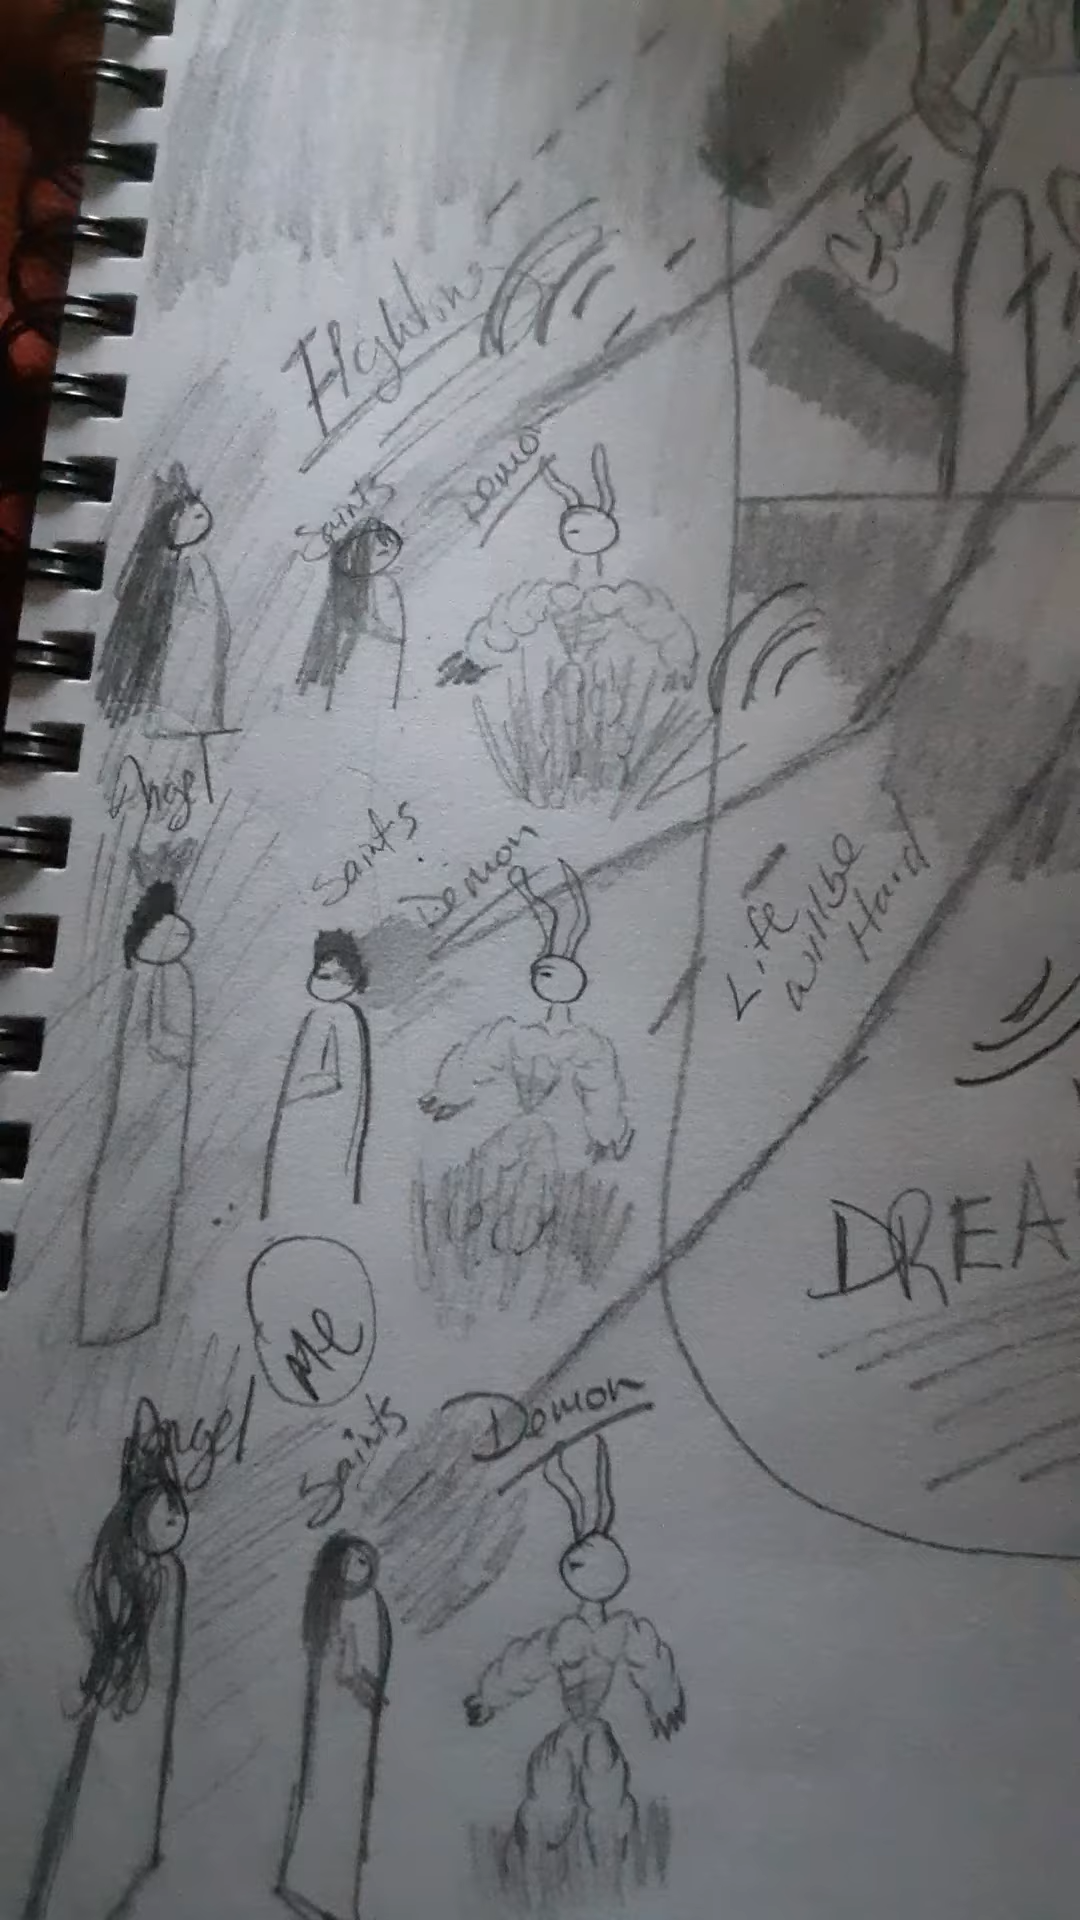 Fighting
Saints
Demon
Angel
Saints
Demon
Life
will be
Hard
DREA
Me
Angel
Saints
Demon